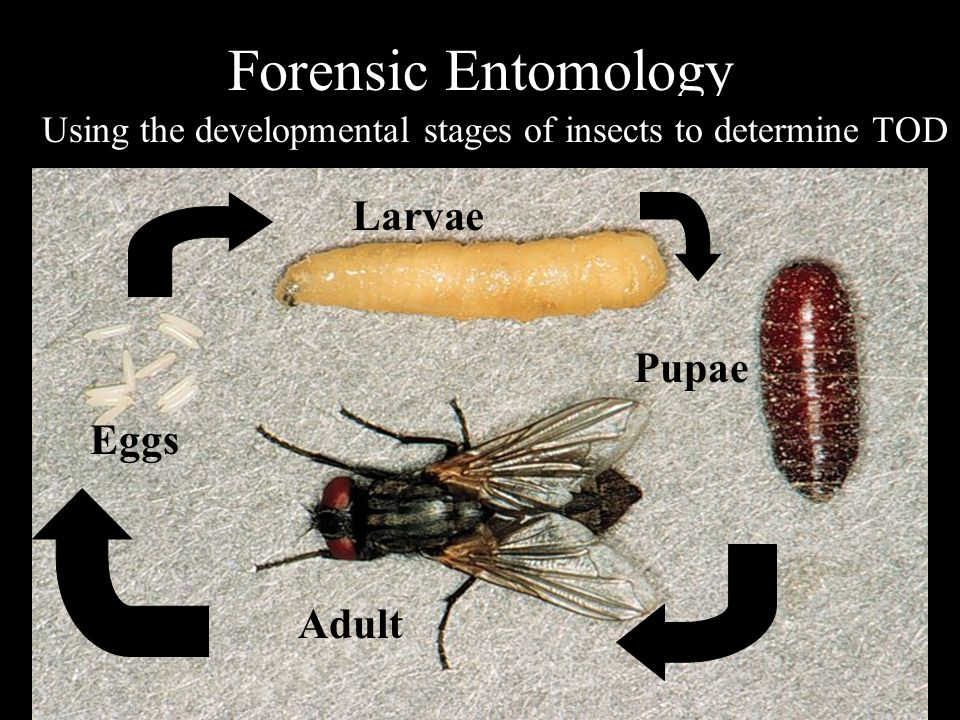 Forensic Entomology
Using the developmental stages of insects to determine TOD
Larvae
Pupae
Eggs
Adult